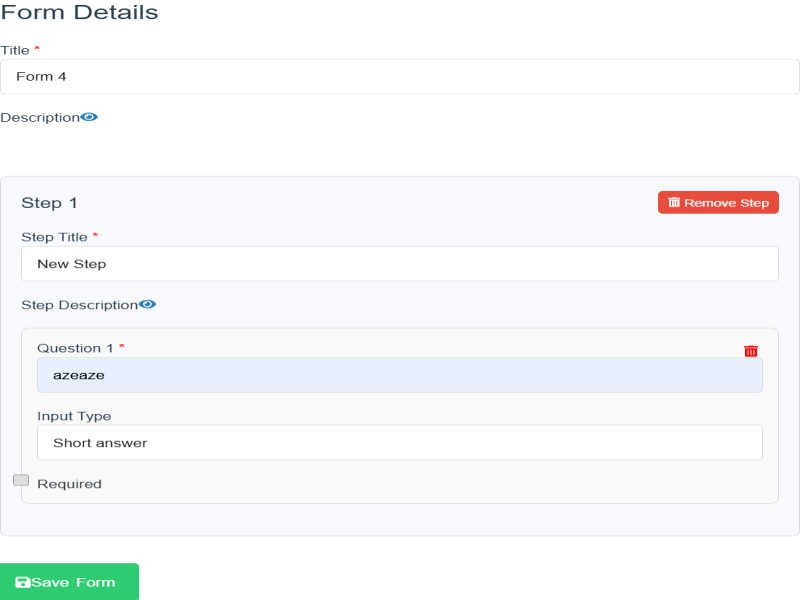 Form Details
Title *
Form 4
Description
Step 1
Remove Step
Step Title *
New Step
Step Description
Question 1 *
azeaze
Input Type
Short answer
Required
Save Form